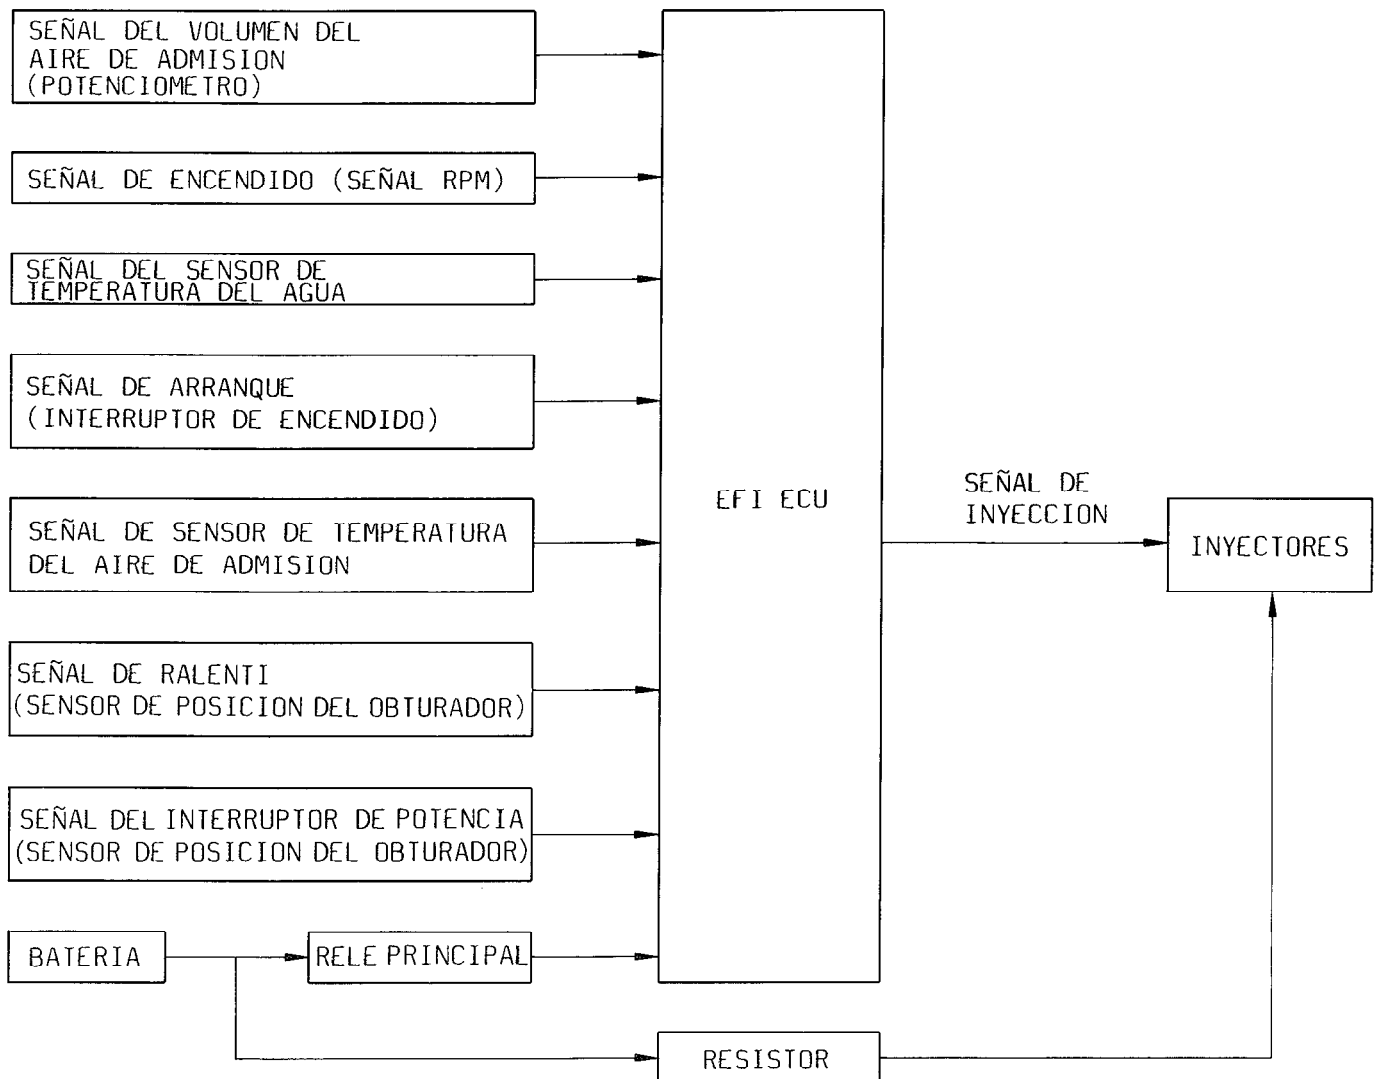 SEÑAL DEL VOLUMEN DEL
AIRE DE ADMISION
(POTENCIOMETRO)
SEÑAL DE ENCENDIDO (SEÑAL RPM)
SEÑAL DEL SENSOR DE
TEMPERATURA DEL AGUA
SEÑAL DE ARRANQUE
(INTERRUPTOR DE ENCENDIDO)
SEÑAL DE SENSOR DE TEMPERATURA
DEL AIRE DE ADMISION
SEÑAL DE RALENTI
(SENSOR DE POSICION DEL OBTURADOR)
SEÑAL DEL INTERRUPTOR DE POTENCIA
(SENSOR DE POSICION DEL OBTURADOR)
BATERIA
RELE PRINCIPAL
EFI ECU
RESISTOR
SEÑAL DE
INYECCION
INYECTORES